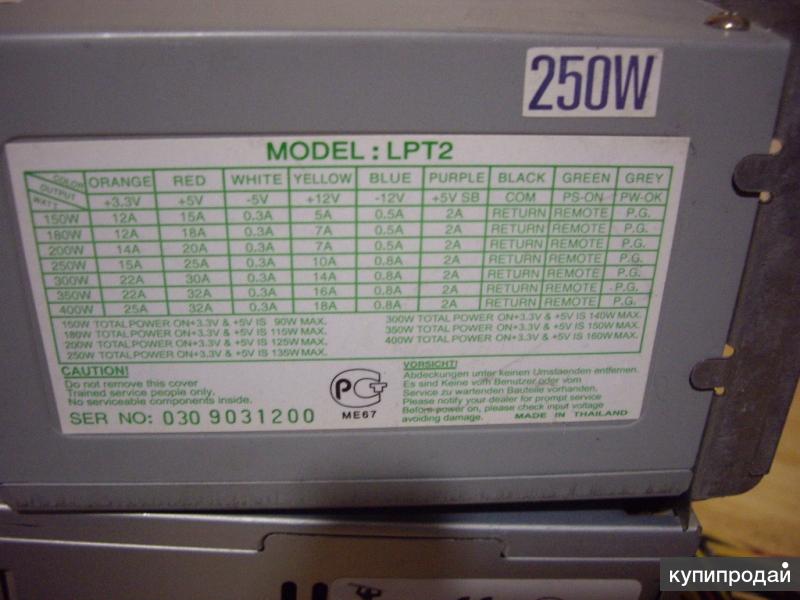 250W
MODEL : LPT2
COLOR OUTPUT WATT ORANGE RED WHITE YELLOW BLUE PURPLE BLACK GREEN GREY
+3,3V +5V -5V +12V -12V +5V SB COM PS-ON PW-OK
150W 12A 15A 0.3A 5A 0.5A 2A RETURN REMOTE P.G.
180W 12A 18A 0.3A 7A 0.5A 2A RETURN REMOTE P.G.
200W 14A 20A 0.3A 7A 0.5A 2A RETURN REMOTE P.G.
250W 15A 25A 0.3A 10A 0.8A 2A RETURN REMOTE P.G.
300W 22A 30A 0.3A 14A 0.8A 2A RETURN REMOTE P.G.
350W 22A 32A 0.3A 16A 0.8A 2A RETURN REMOTE P.G.
400W 25A 32A 0.3A 18A 0.8A 2A RETURN REMOTE P.G.
150W TOTAL POWER ON+3.3V & +5V IS 90W MAX.
180W TOTAL POWER ON+3.3V & +5V IS 115W MAX.
200W TOTAL POWER ON+3.3V & +5V IS 125W MAX.
250W TOTAL POWER ON+3.3V & +5V IS 135W MAX.
300W TOTAL POWER ON+3.3V & +5V IS 140W MAX.
350W TOTAL POWER ON+3.3V & +5V IS 150W MAX.
400W TOTAL POWER ON+3.3V & +5V IS 160W MAX.
CAUTION!
Do not remove this cover
Trained service people only.
No serviceable components inside.
SER NO: 030 9031200
РСТ
ME67
VORSICHT!
Abdeckungen unter keinen Umstaenden entfernen.
Es sind Keine vom Benutzer oder vom
Service zu wartenden Bauteile vorhanden.
Please notify your dealer for prompt service
Before power on, please check input voltage
avoiding damage.
MADE IN THAILAND
купипродай